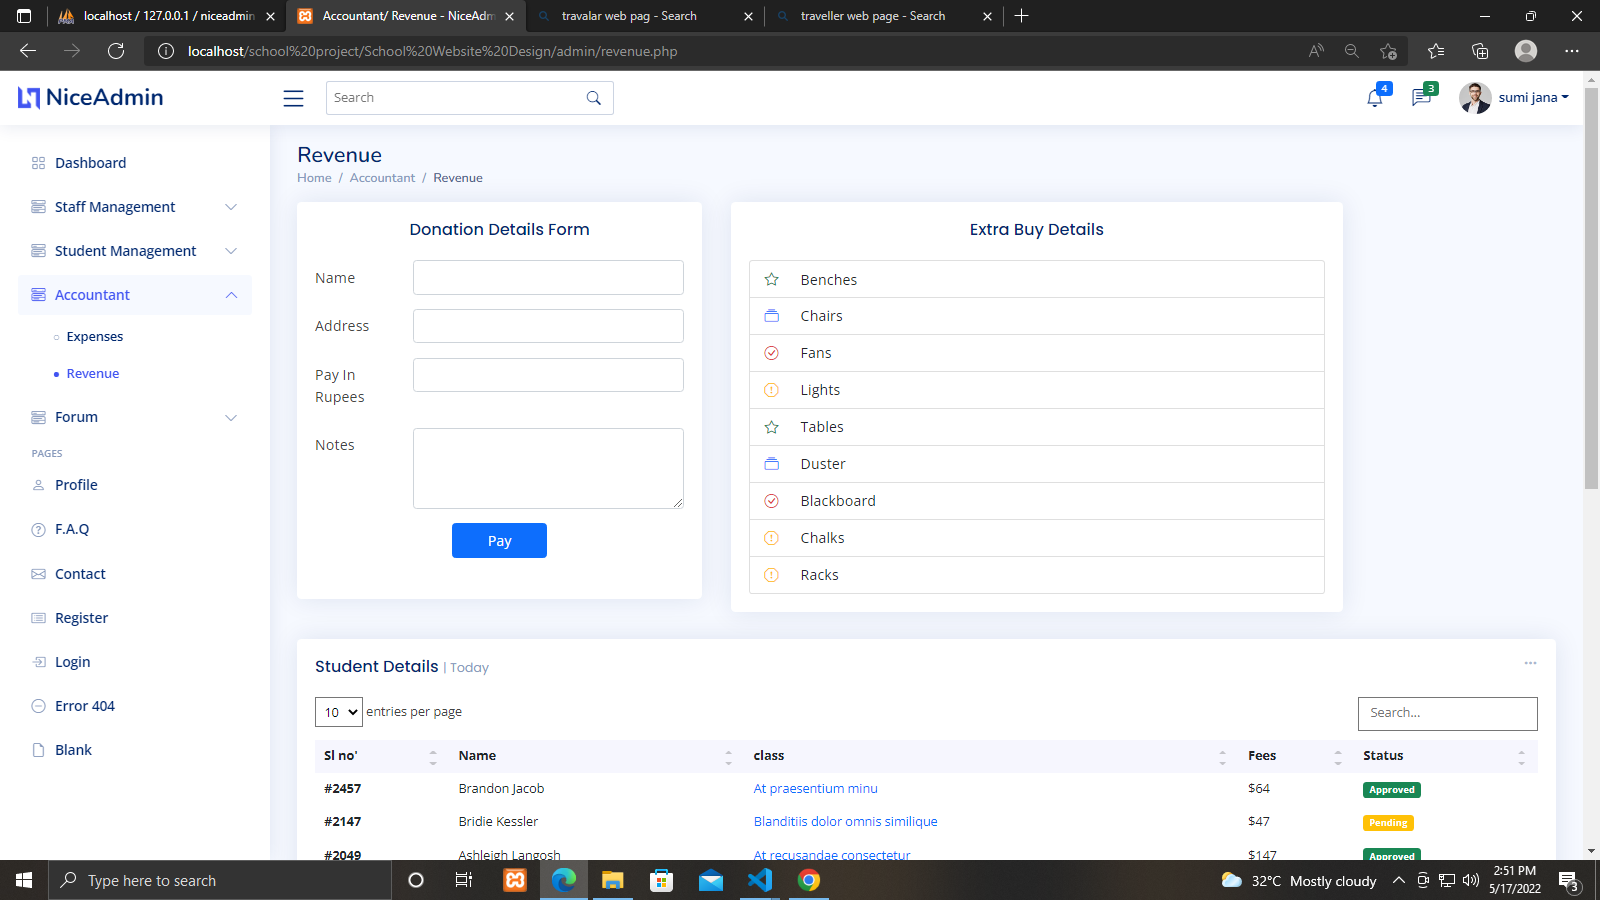 localhost / 127.0.0.1 / niceadmin
Accountant/ Revenue - NiceAdm
travalar web pag - Search
traveller web page - Search
localhost/school%20project/School%20Website%20Design/admin/revenue.php
NiceAdmin
Search
4
3
sumi jana
Dashboard
Staff Management
Student Management
Accountant
Expenses
Revenue
Forum
PAGES
Profile
F.A.Q
Contact
Register
Login
Error 404
Blank
Revenue
Home / Accountant / Revenue
Donation Details Form
Name
Address
Pay In
Rupees
Notes
Pay
Extra Buy Details
Benches
Chairs
Fans
Lights
Tables
Duster
Blackboard
Chalks
Racks
Student Details | Today
10 entries per page
Search...
Sl no' Name class Fees Status
#2457 Brandon Jacob At praesentium minu $64 Approved
#2147 Bridie Kessler Blanditiis dolor omnis similique $47 Pending
#2049 Ashleigh Langosh At recusandae consectetur $147 Approved
Type here to search
32°C Mostly cloudy
2:51 PM
5/17/2022
3